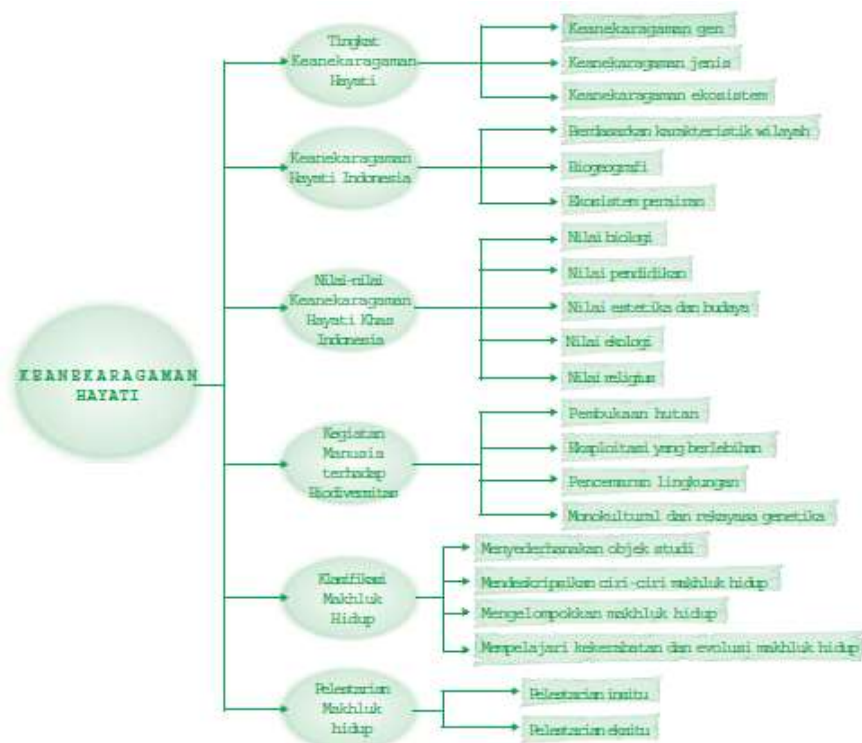 KEANEKARAGAMAN
HAYATI
Tingkat
Keanekaragaman
Hayati
Keanekaragaman gen
Keanekaragaman jenis
Keanekaragaman ekosistem
Keanekaragaman
Hayati Indonesia
Berdasarkan karakteristik wilayah
Biogeografi
Ekosistem perairan
Nilai-nilai
Keanekaragaman
Hayati Khas
Indonesia
Nilai biologi
Nilai pendidikan
Nilai estetika dan budaya
Nilai ekologi
Nilai religius
Kegiatan
Manusia
terhadap
Biodiversitas
Pembukaan hutan
Eksploitasi yang berlebihan
Pencemaran lingkungan
Monokultural dan rekayasa genetika
Klasifikasi
Makhluk
Hidup
Menyederhanakan objek studi
Mendeskripsikan ciri-ciri makhluk hidup
Mengelompokkan makhluk hidup
Mempelajari kekerabatan dan evolusi makhluk hidup
Pelestarian
Makhluk
hidup
Pelestarian insitu
Pelestarian eksitu